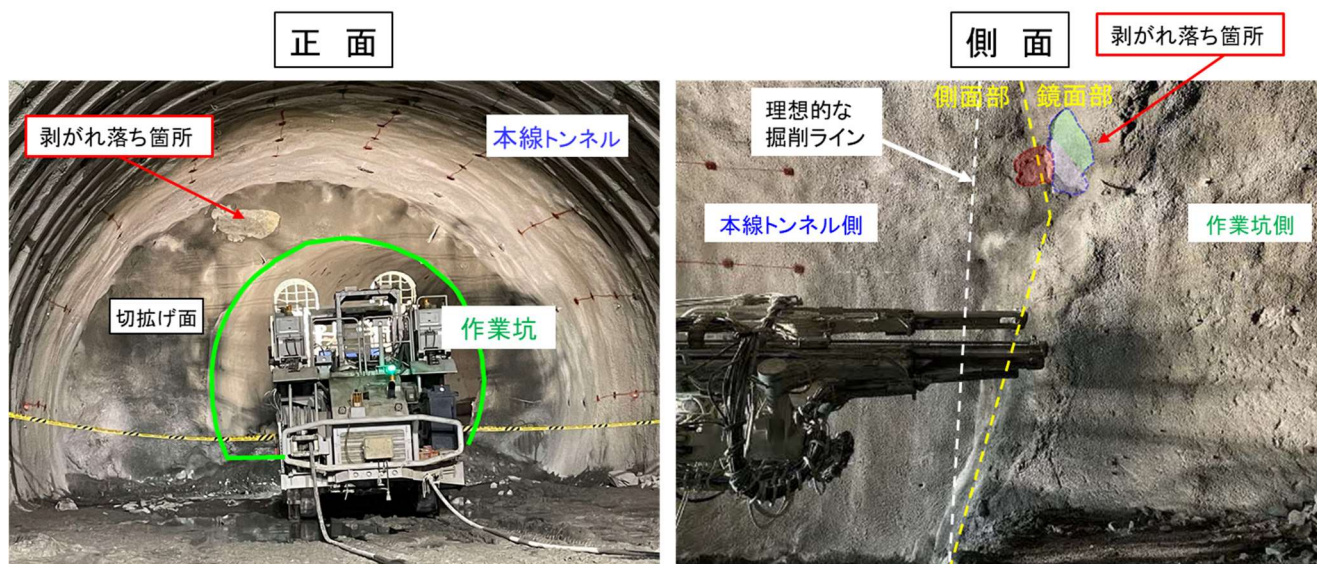 正 面
剥がれ落ち箇所
本線トンネル
切拡げ面
作業坑
側 面
剥がれ落ち箇所
側面部
鏡面部
理想的な
掘削ライン
本線トンネル側
作業坑側